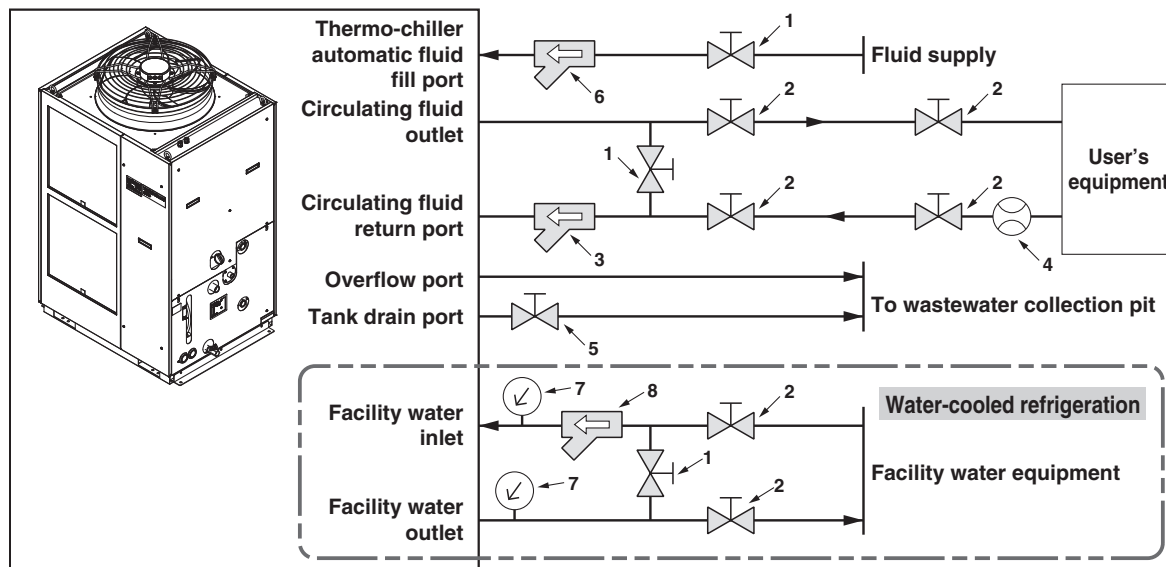 Thermo-chiller
automatic fluid
fill port
6
1
Fluid supply
Circulating fluid
outlet
2
2
1
User's
equipment
Circulating fluid
return port
3
2
2
4
Overflow port
Tank drain port
5
To wastewater collection pit
7
8
2
Water-cooled refrigeration
Facility water
inlet
1
Facility water equipment
7
2
Facility water
outlet